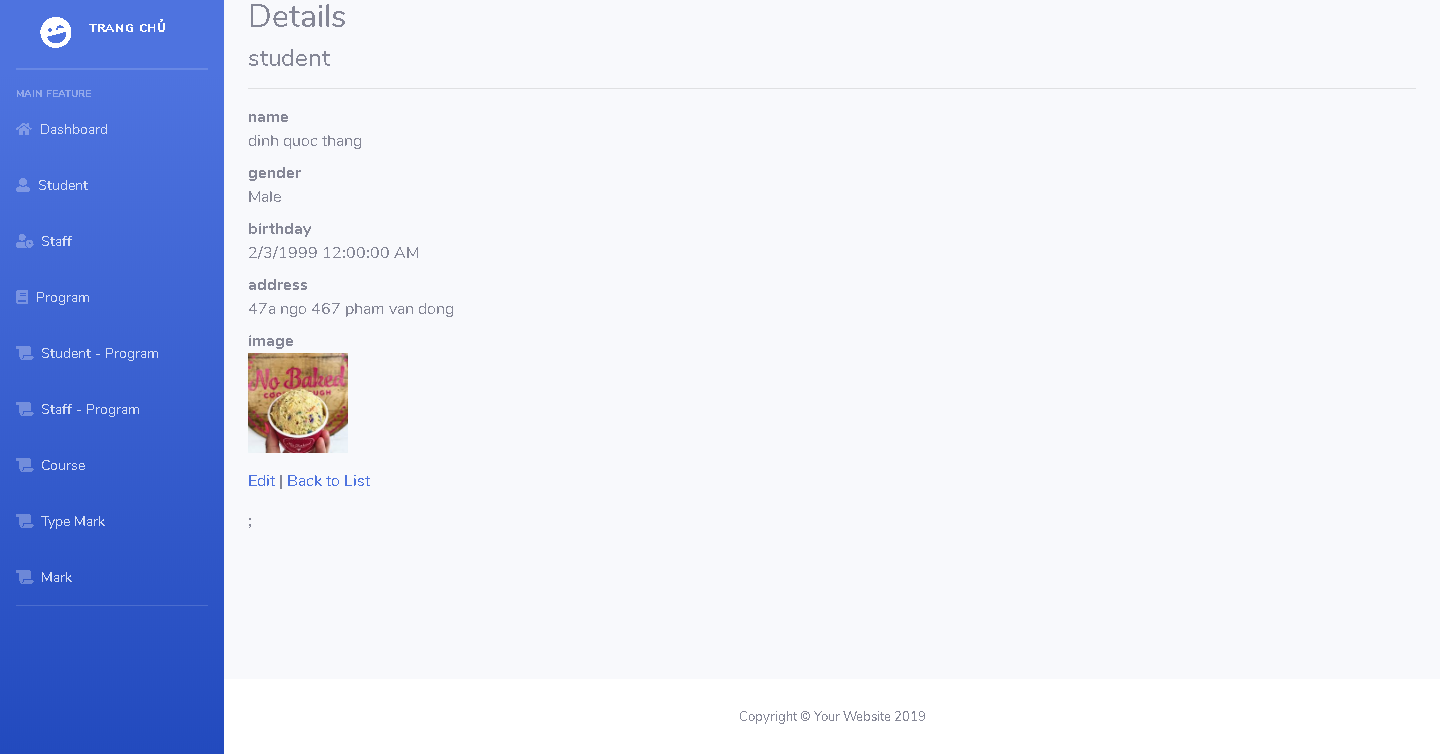 TRANG CHỦ
MAIN FEATURE
Dashboard
Student
Staff
Program
Student - Program
Staff - Program
Course
Type Mark
Mark
Details
student
name
dinh quoc thang
gender
Male
birthday
2/3/1999 12:00:00 AM
address
47a ngo 467 pham van dong
image
No Baked
Edit | Back to List
;
Copyright © Your Website 2019